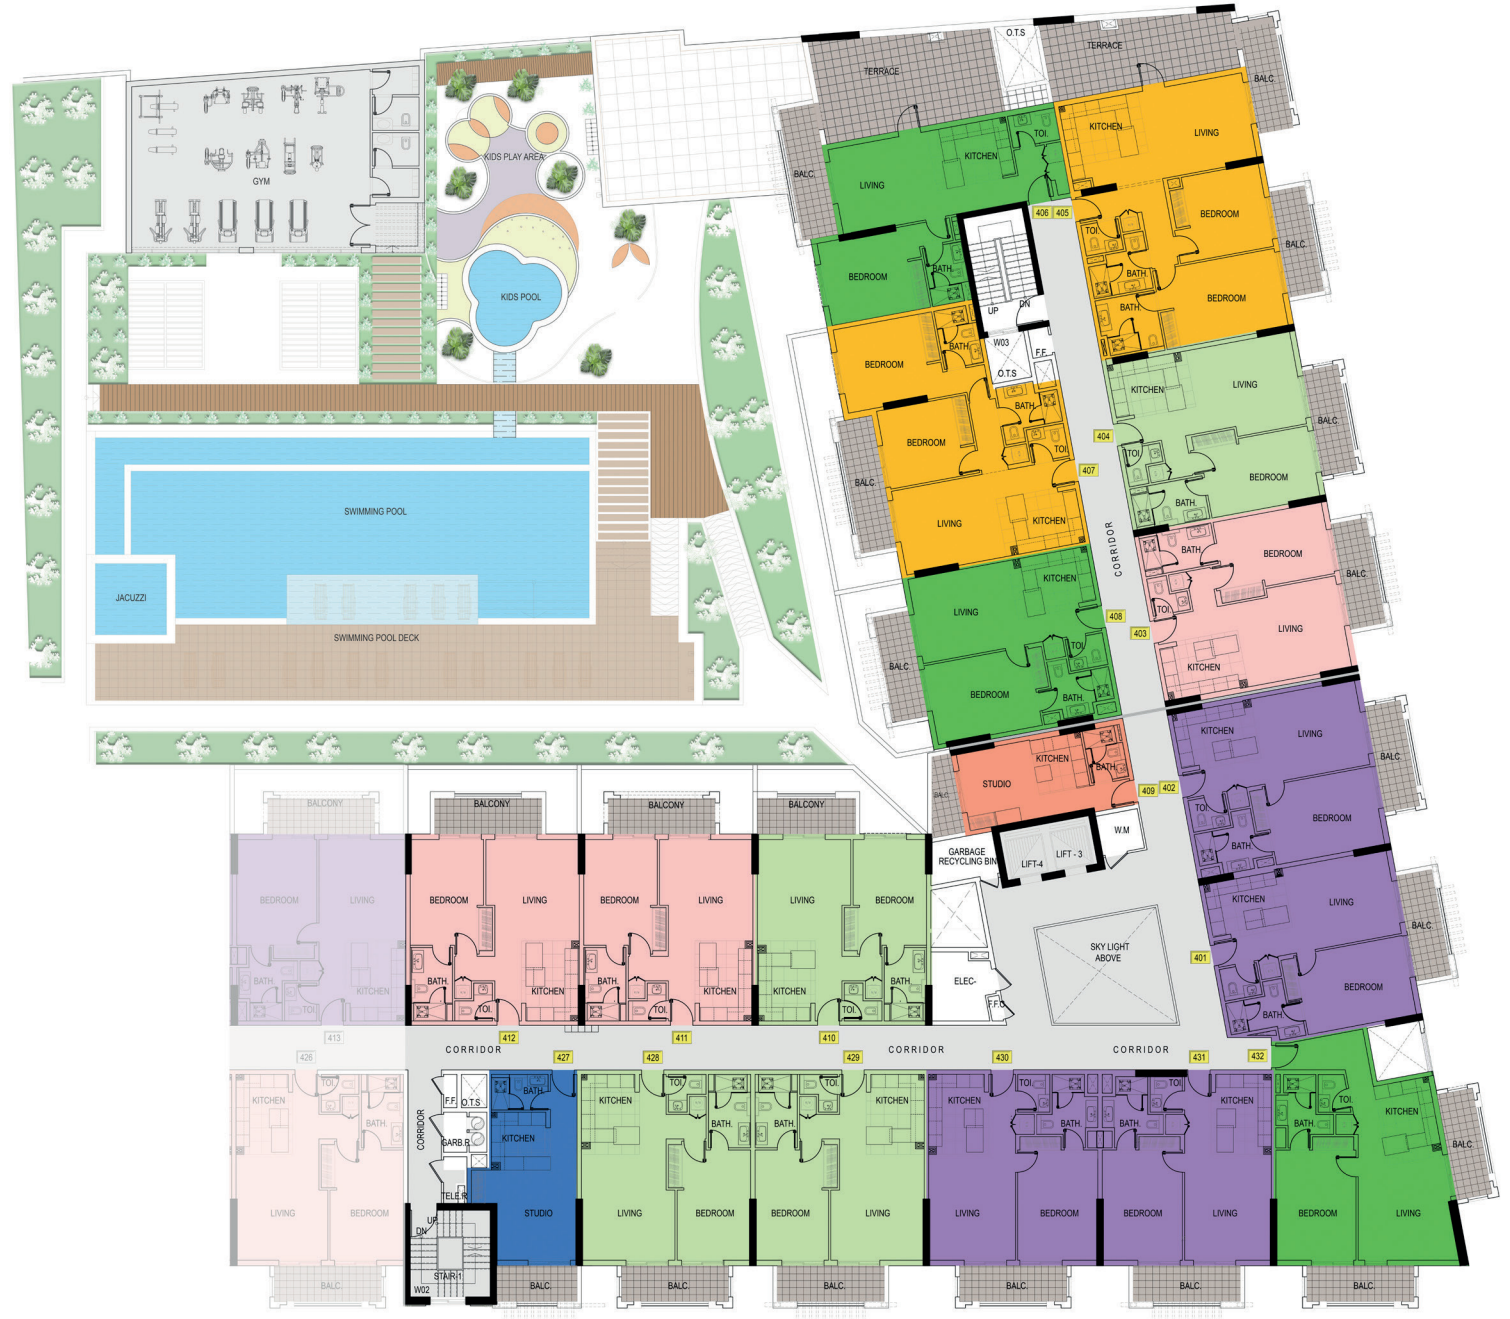 O.T.S
TERRACE
TERRACE
BALC.
KITCHEN
LIVING
TOI.
KITCHEN
KIDS PLAY AREA
GYM
BALC.
LIVING
406
405
BEDROOM
TOI.
BALC.
BEDROOM
BATH.
BATH.
KIDS POOL
UP
DN
BEDROOM
BATH.
W03
BATH.
F.F.
O.T.S
BEDROOM
KITCHEN
LIVING
BATH.
BALC.
404
BEDROOM
TOI.
TOI.
407
BEDROOM
BALC.
BATH.
SWIMMING POOL
LIVING
KITCHEN
CORRIDOR
BATH.
BEDROOM
KITCHEN
BALC.
JACUZZI
LIVING
TOI.
408
403
LIVING
SWIMMING POOL DECK
TOI.
BALC.
KITCHEN
BEDROOM
BATH.
KITCHEN
LIVING
KITCHEN
BALC.
BATH.
STUDIO
409
402
BALC.
BALCONY
BALCONY
BALCONY
TOI.
BEDROOM
W.M
BATH.
GARBAGE
RECYCLING BIN
LIFT-4
LIFT - 3
BEDROOM
LIVING
BEDROOM
LIVING
BEDROOM
LIVING
LIVING
BEDROOM
KITCHEN
LIVING
BALC.
SKY LIGHT
ABOVE
401
BATH.
KITCHEN
BATH.
KITCHEN
BATH.
KITCHEN
KITCHEN
BATH.
ELEC-
BEDROOM
TOI.
TOI.
TOI.
TOI.
F.F.C
BATH.
413
412
411
410
426
CORRIDOR
427
428
429
CORRIDOR
430
CORRIDOR
431
432
TOI.
BATH.
TOI.
TOI.
TOI.
TOI.
KITCHEN
F.F.
O.T.S
KITCHEN
KITCHEN
KITCHEN
KITCHEN
TOI.
KITCHEN
BATH.
CORRIDOR
GARB.R
KITCHEN
BATH.
BATH.
BATH.
BATH.
BATH.
BALC.
TELE.R
LIVING
BEDROOM
UP
DN
STUDIO
LIVING
BEDROOM
BEDROOM
LIVING
LIVING
BEDROOM
BEDROOM
LIVING
BEDROOM
LIVING
STAIR-1
W02
BALC.
BALC.
BALC.
BALC.
BALC.
BALC.
BALC.